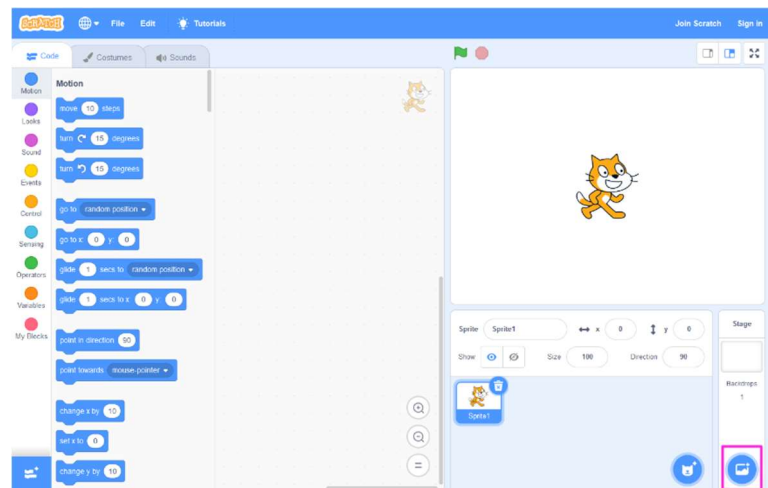 SCRATCH File Edit Tutorials Join Scratch Sign in
Code Costumes Sounds
Motion
Looks
Sound
Events
Control
Sensing
Operators
Variables
My Blocks
Motion
move 10 steps
turn 15 degrees
turn 15 degrees
go to random position
go to x: 0 y: 0
glide 1 secs to random position
glide 1 secs to x: 0 y: 0
point in direction 90
point towards mouse-pointer
change x by 10
set x to 0
change y by 10
Sprite Sprite1 x 0 y 0
Show Size 100 Direction 90
Sprite1
Stage
Backdrops
1